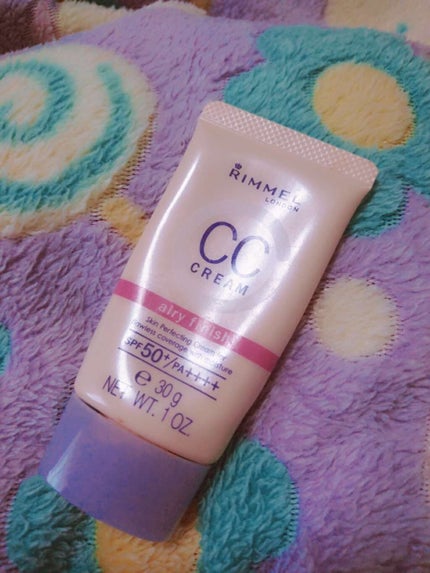 RIMMEL
LONDON
CC
CREAM
airy finish
Skin Perfecting Cream for
flawless coverage with moisture
SPF50+/PA++++
e 30g
NET WT. 1 OZ.